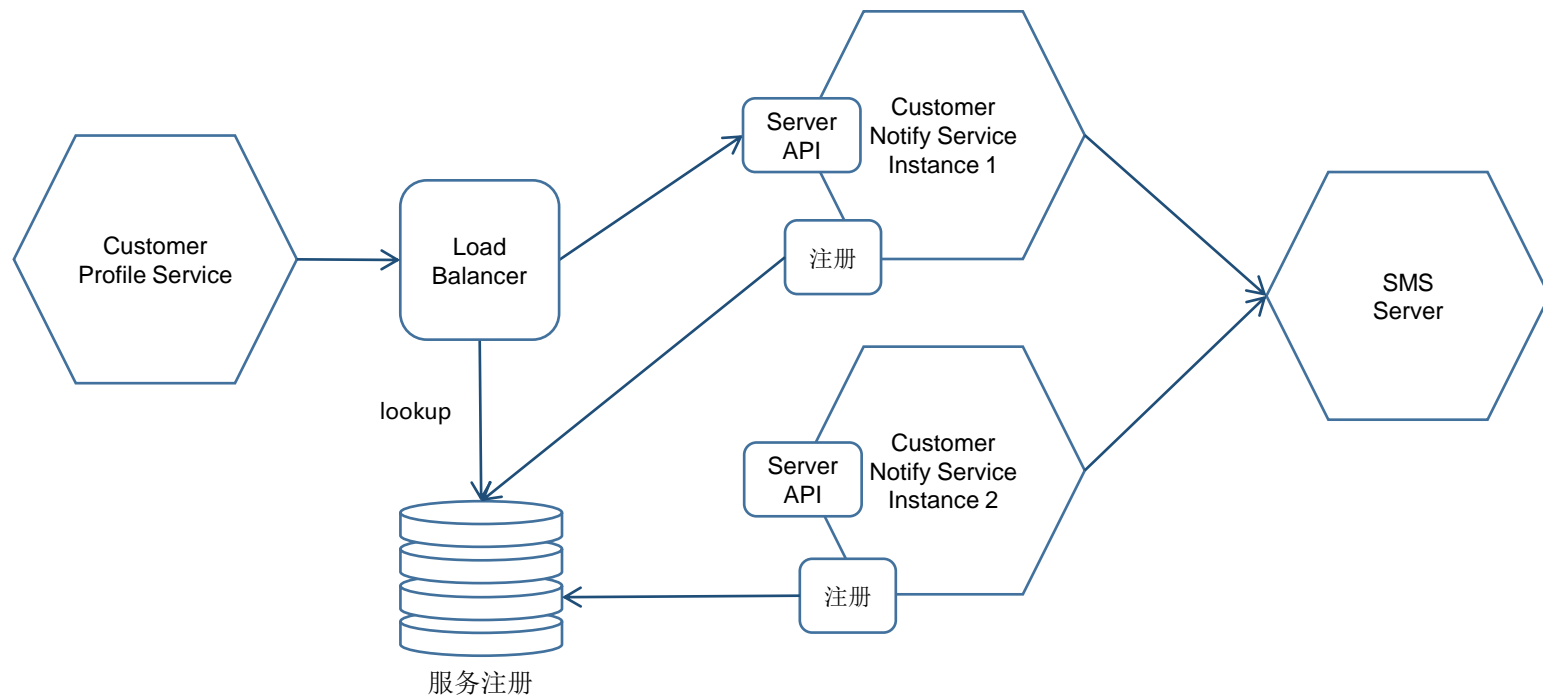 Customer
Profile Service
Load
Balancer
lookup
服务注册
Server
API
Customer
Notify Service
Instance 1
注册
Server
API
Customer
Notify Service
Instance 2
注册
SMS
Server